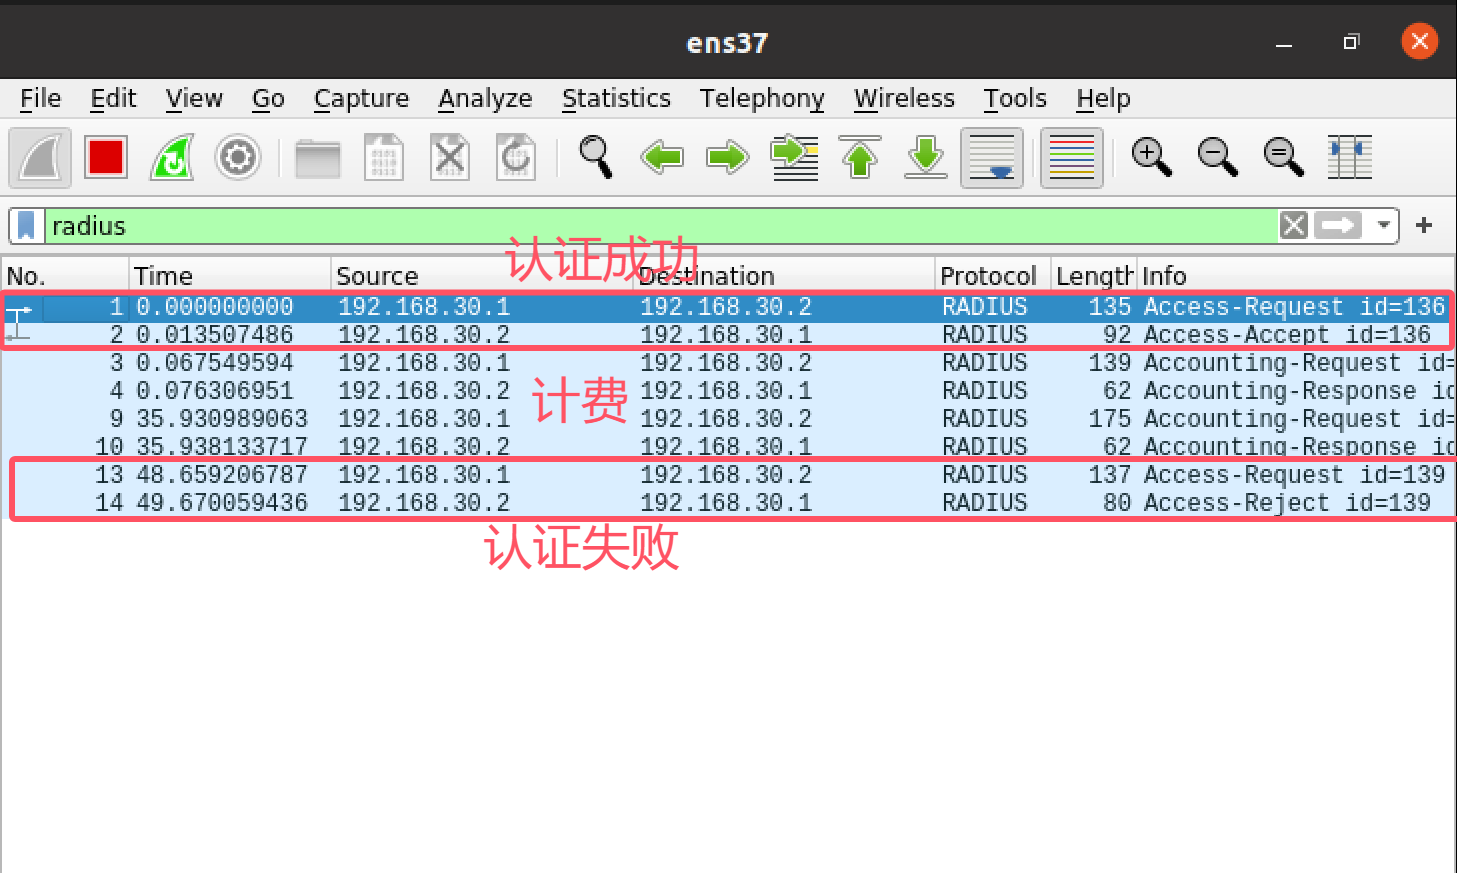 ens37
File Edit View Go Capture Analyze Statistics Telephony Wireless Tools Help
radius
认证成功
No. Time Source Destination Protocol Length Info
1 0.000000000 192.168.30.1 192.168.30.2 RADIUS 135 Access-Request id=136
2 0.013507486 192.168.30.2 192.168.30.1 RADIUS 92 Access-Accept id=136
3 0.067549594 192.168.30.1 192.168.30.2 RADIUS 139 Accounting-Request id=
4 0.076306951 192.168.30.2 192.168.30.1 RADIUS 62 Accounting-Response id
计费
9 35.930989063 192.168.30.1 192.168.30.2 RADIUS 175 Accounting-Request id=
10 35.938133717 192.168.30.2 192.168.30.1 RADIUS 62 Accounting-Response id
13 48.659206787 192.168.30.1 192.168.30.2 RADIUS 137 Access-Request id=139
14 49.670059436 192.168.30.2 192.168.30.1 RADIUS 80 Access-Reject id=139
认证失败